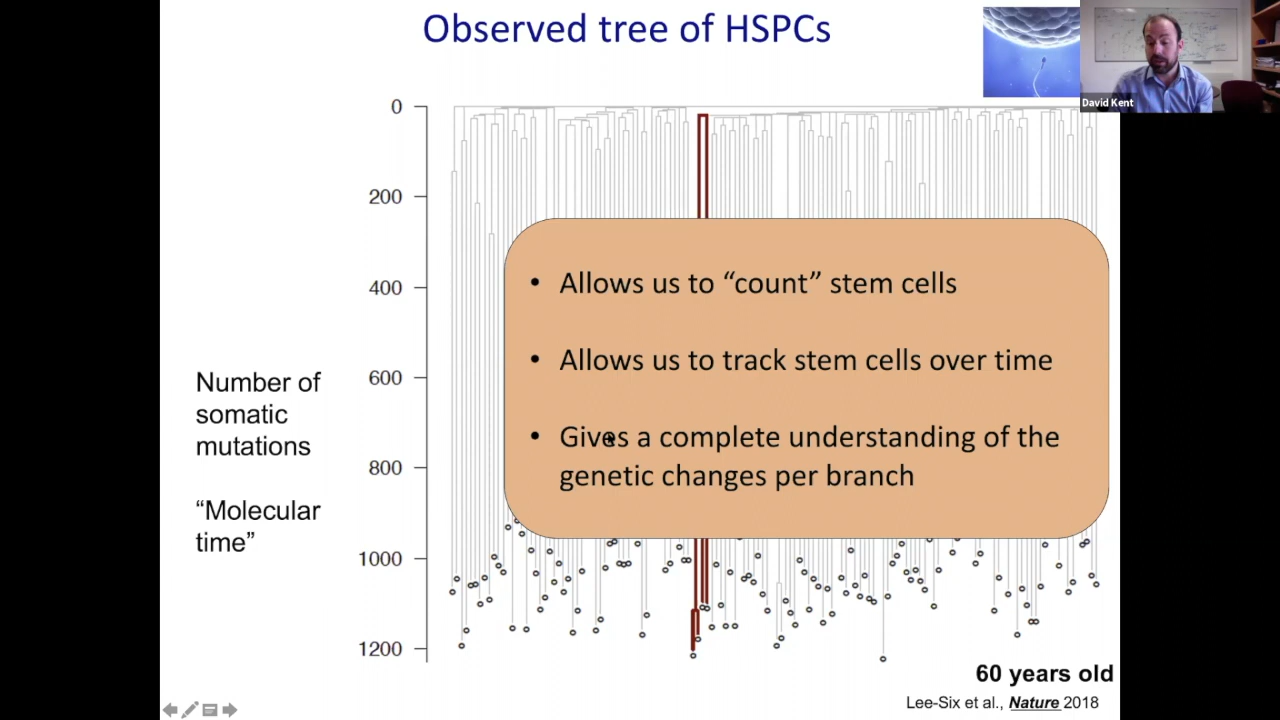 Observed tree of HSPCs
David Kent
0
200
400
600
800
1000
1200
Number of
somatic
mutations
“Molecular
time”
• Allows us to “count” stem cells
• Allows us to track stem cells over time
• Gives a complete understanding of the
genetic changes per branch
60 years old
Lee-Six et al., Nature 2018